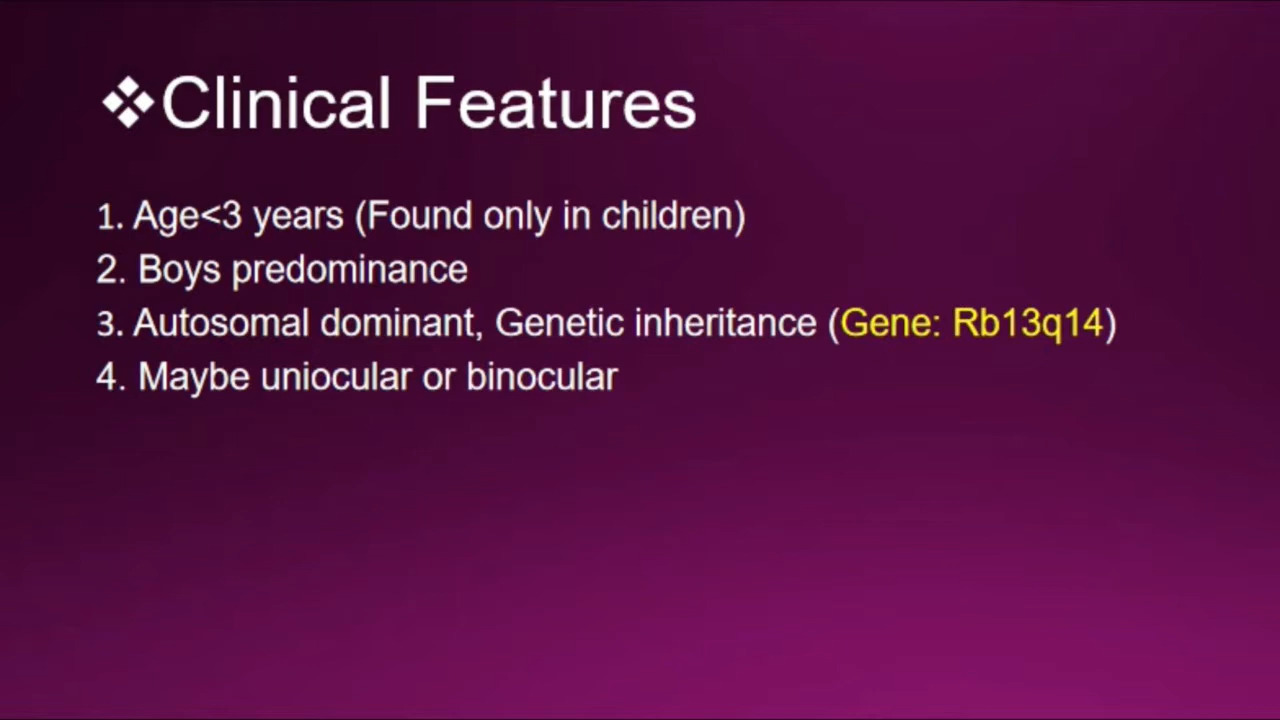 ❖Clinical Features
1. Age<3 years (Found only in children)
2. Boys predominance
3. Autosomal dominant, Genetic inheritance (Gene: Rb13q14)
4. Maybe uniocular or binocular